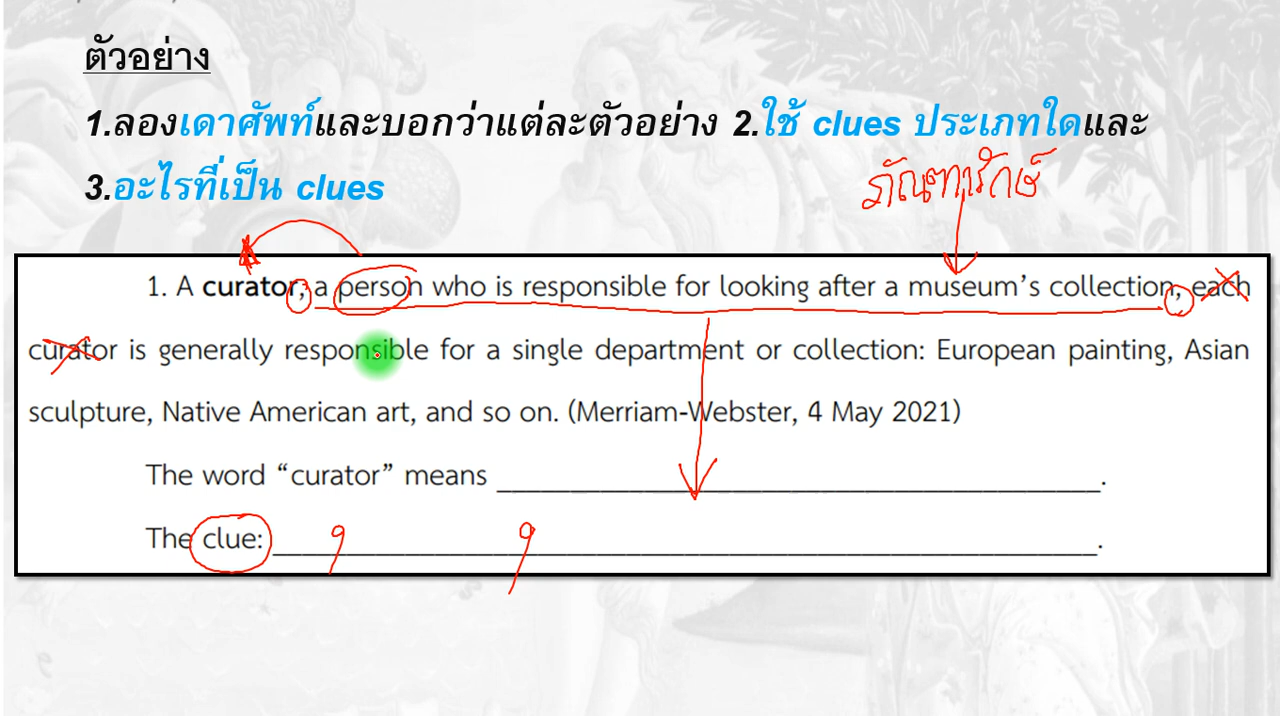 ตัวอย่าง
1.ลองเดาศัพท์และบอกว่าแต่ละตัวอย่าง 2.ใช้ clues ประเภทใดและ
3.อะไรที่เป็น clues
ภัณฑารักษ์
1. A curator, a person who is responsible for looking after a museum's collection, each
curator is generally responsible for a single department or collection: European painting, Asian
sculpture, Native American art, and so on. (Merriam-Webster, 4 May 2021)
The word “curator” means ____________________.
The clue: , , ____________________.